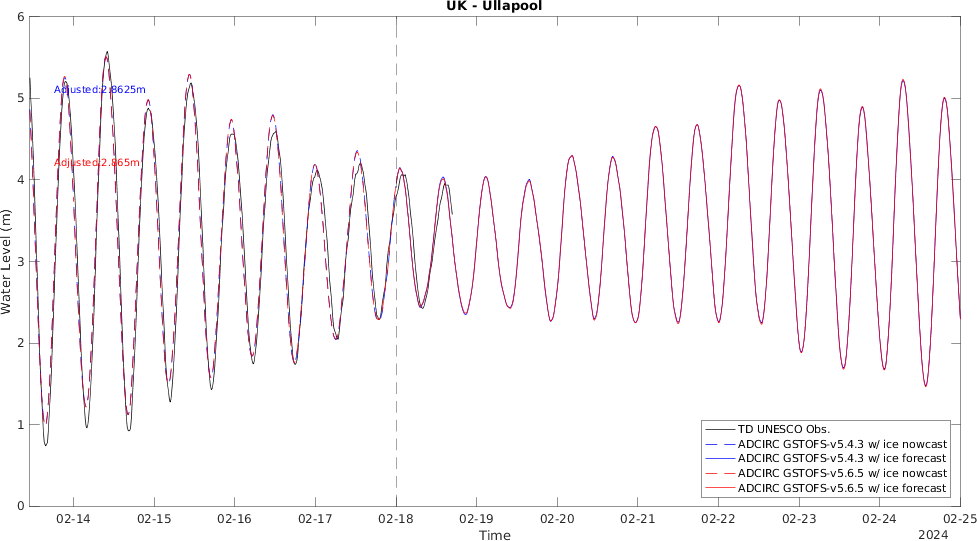 UK - Ullapool
6
5
4
3
2
1
0
Water Level (m)
Adjusted:2.8625m
Adjusted:2.865m
TD UNESCO Obs.
ADCIRC GSTOFS-v5.4.3 w/ ice nowcast
ADCIRC GSTOFS-v5.4.3 w/ ice forecast
ADCIRC GSTOFS-v5.6.5 w/ ice nowcast
ADCIRC GSTOFS-v5.6.5 w/ ice forecast
02-14 02-15 02-16 02-17 02-18 02-19 02-20 02-21 02-22 02-23 02-24 02-25
Time
2024